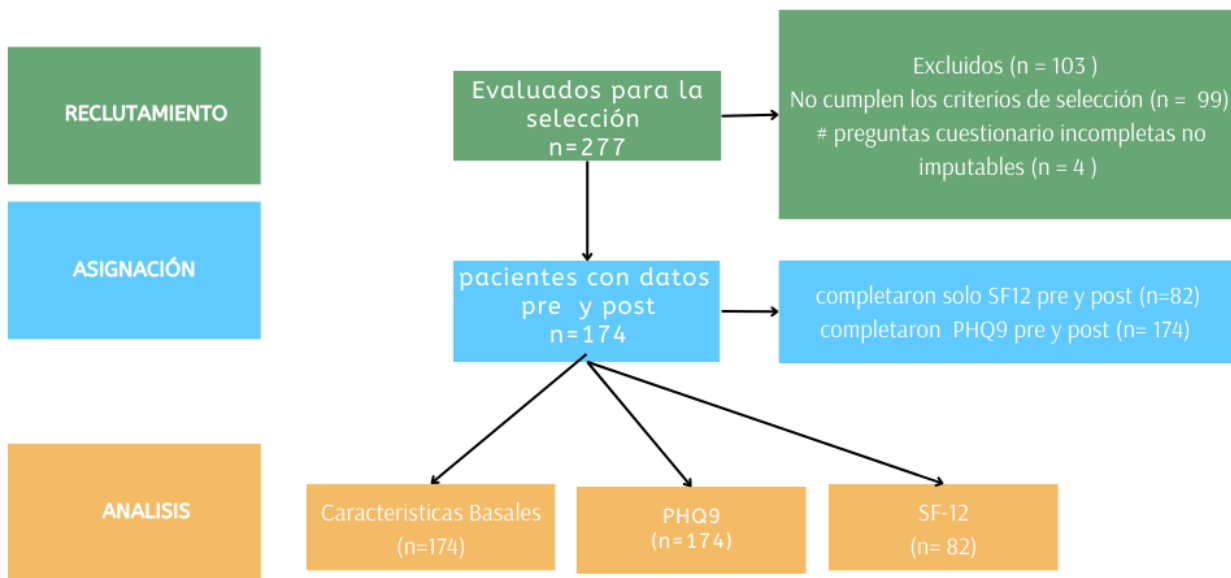 RECLUTAMIENTO
Evaluados para la
selección
n=277
Excluidos (n = 103 )
No cumplen los criterios de selección (n = 99)
# preguntas cuestionario incompletas no
imputables (n = 4 )
ASIGNACIÓN
pacientes con datos
pre y post
n=174
completaron solo SF12 pre y post (n=82)
completaron PHQ9 pre y post (n= 174)
ANALISIS
Caracteristicas Basales
(n=174)
PHQ9
(n=174)
SF-12
(n= 82)